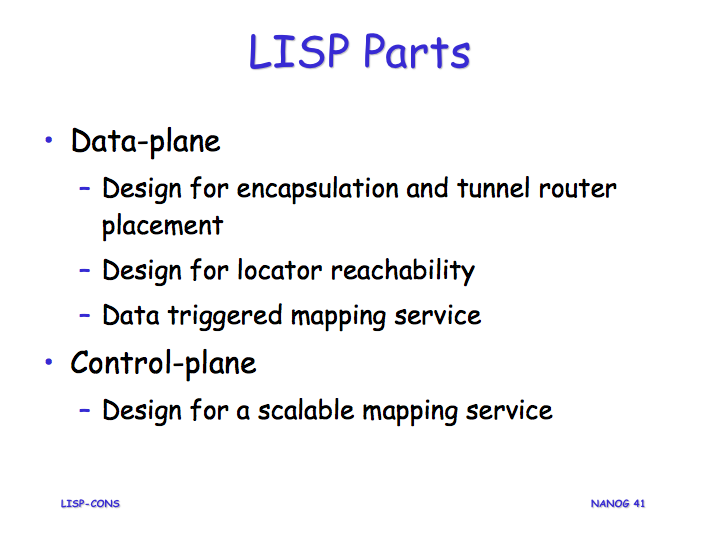 LISP Parts
• Data-plane
– Design for encapsulation and tunnel router
placement
– Design for locator reachability
– Data triggered mapping service
• Control-plane
– Design for a scalable mapping service
LISP-CONS
NANOG 41